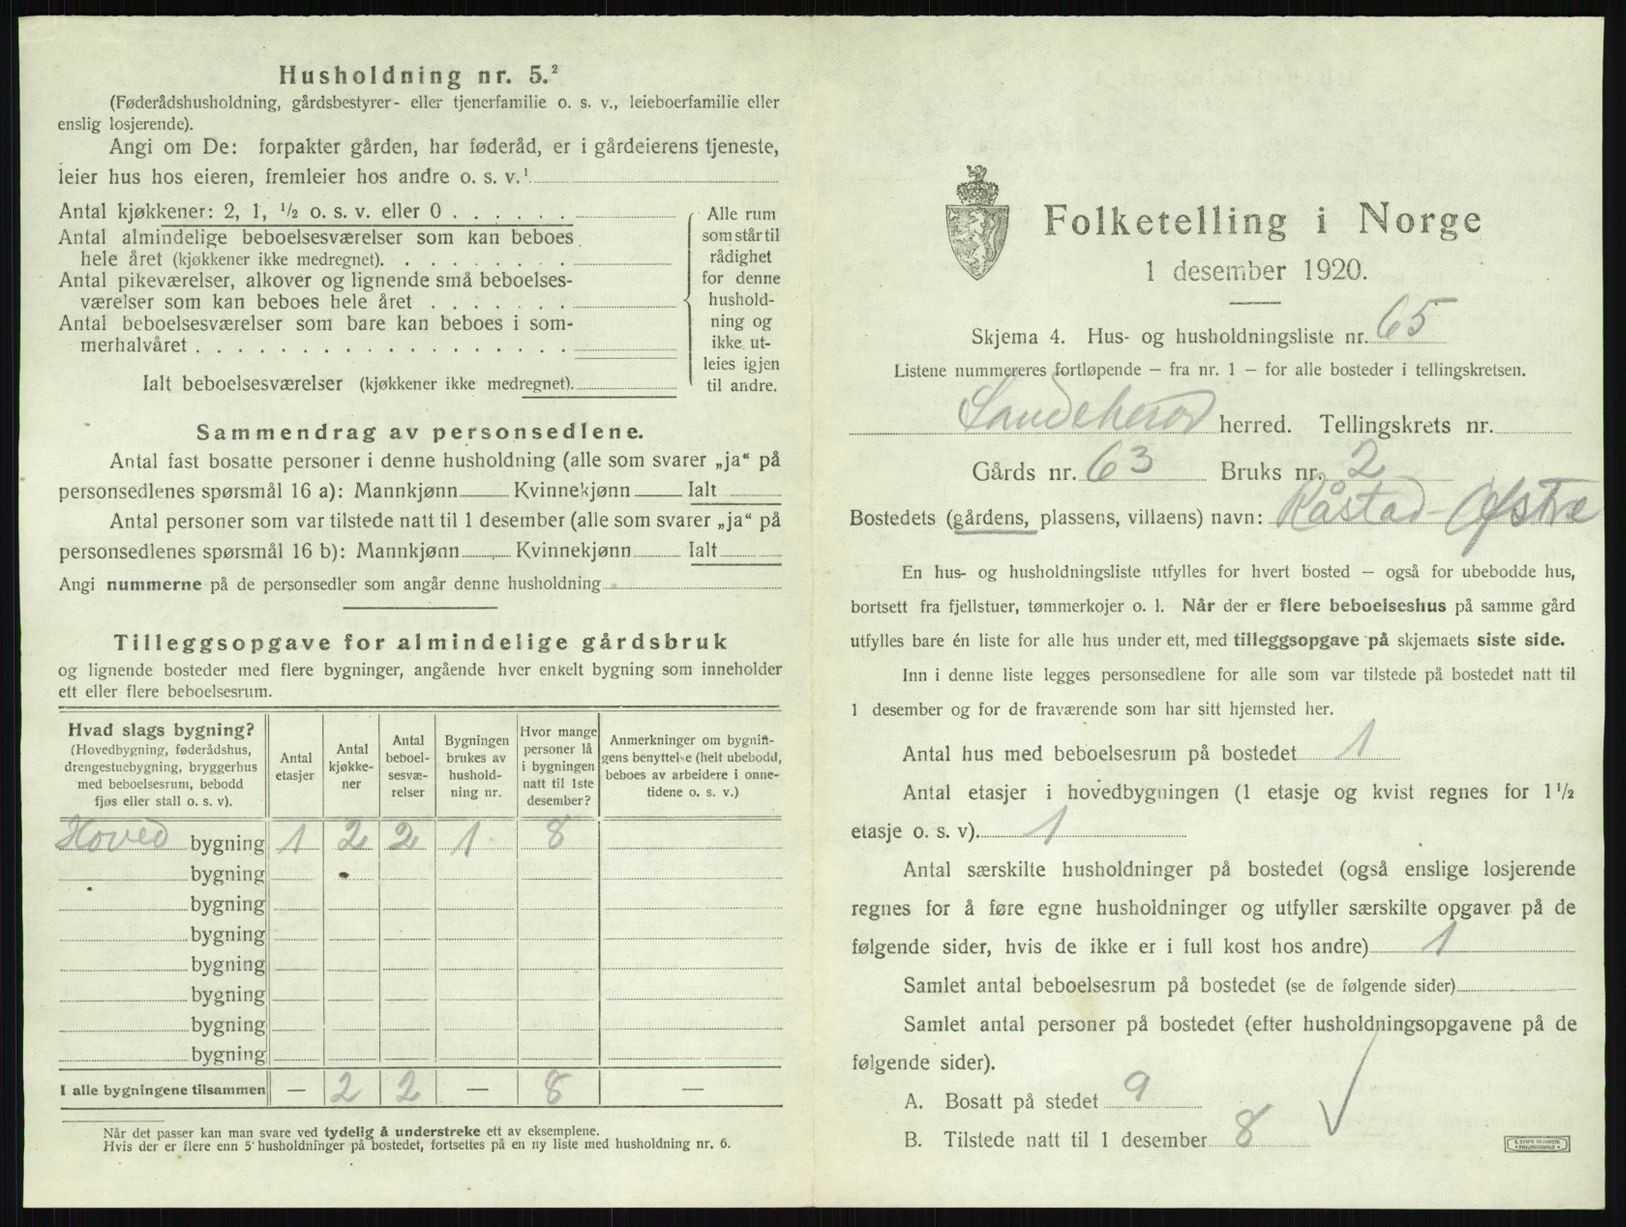 Husholdning nr. 5.²
(Føderådshusholdning, gårdsbestyrer- eller tjenerfamilie o. s. v., leieboerfamilie eller
enslig losjerende).
Angi om De: forpakter gården, har føderåd, er i gårdeierens tjeneste,
leier hus hos eieren, fremleier hos andre o. s. v.¹
Antal kjøkkener: 2, 1, ½ o. s. v. eller 0 . . . . . .
Antal almindelige beboelsesværelser som kan beboes
hele året (kjøkkener ikke medregnet). . . . . . . . .
Antal pikeværelser, alkover og lignende små beboelses-
værelser som kan beboes hele året . . . . . . .
Antal beboelsesværelser som bare kan beboes i som-
merhalvåret . . . . . . . . . . . . . . . . . .
Ialt beboelsesværelser (kjøkkener ikke medregnet).
Alle rum
som står til
rådighet
for denne
hushold-
ning og
ikke ut-
leies igjen
til andre.
Sammendrag av personsedlene.
Antal fast bosatte personer i denne husholdning (alle som svarer „ja“ på
personsedlenes spørsmål 16 a): Mannkjønn Kvinnekjønn Ialt
Antal personer som var tilstede natt til 1 desember (alle som svarer „ja“ på
personsedlenes spørsmål 16 b): Mannkjønn Kvinnekjønn Ialt
Angi nummerne på de personsedler som angår denne husholdning
Tilleggsopgave for almindelige gårdsbruk
og lignende bosteder med flere bygninger, angående hver enkelt bygning som inneholder
ett eller flere beboelsesrum.
Hvad slags bygning?
(Hovedbygning, føderådshus,
drengestuebygning, bryggerhus
med beboelsesrum, bebodd
fjøs eller stall o. s. v).
Antal
etasjer
Antal
kjøkke-
ner
Antal
beboel-
sesvæ-
relser
Bygningen
brukes av
hushold-
ning nr.
Hvor mange
personer lå
i bygningen
natt til 1ste
desember?
Anmerkninger om bygnin-
gens benyttelse (helt ubebodd,
beboes av arbeidere i onne-
tidene o. s. v.)
Hoved bygning 1 2 2 1 8
bygning
bygning
bygning
bygning
bygning
bygning
bygning
I alle bygningene tilsammen — 2 2 — 8 —
Når det passer kan man svare ved tydelig å understreke ett av eksemplene.
Hvis der er flere enn 5 husholdninger på bostedet, fortsettes på en ny liste med husholdning nr. 6.
Folketelling i Norge
1 desember 1920.
Skjema 4. Hus- og husholdningsliste nr. 65
Listene nummereres fortløpende — fra nr. 1 — for alle bosteder i tellingskretsen.
Sandeherod herred. Tellingskrets nr.
Gårds nr. 63 Bruks nr. 2
Bostedets (gårdens, plassens, villaens) navn: Råstad Østre
En hus- og husholdningsliste utfylles for hvert bosted — også for ubebodde hus,
bortsett fra fjellstuer, tømmerkojer o. l. Når der er flere beboelseshus på samme gård
utfylles bare én liste for alle hus under ett, med tilleggsopgave på skjemaets siste side.
Inn i denne liste legges personsedlene for alle som var tilstede på bostedet natt til
1 desember og for de fraværende som har sitt hjemsted her.
Antal hus med beboelsesrum på bostedet 1
Antal etasjer i hovedbygningen (1 etasje og kvist regnes for 1½
etasje o. s. v). 1
Antal særskilte husholdninger på bostedet (også enslige losjerende
regnes for å føre egne husholdninger og utfyller særskilte opgaver på de
følgende sider, hvis de ikke er i full kost hos andre) 1
Samlet antal beboelsesrum på bostedet (se de følgende sider)
Samlet antal personer på bostedet (efter husholdningsopgavene på de
følgende sider).
A. Bosatt på stedet 9
B. Tilstede natt til 1 desember 8